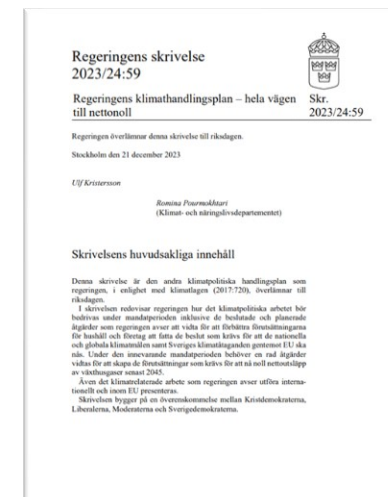 Regeringens skrivelse
2023/24:59
Regeringens klimathandlingsplan – hela vägen
till nettonoll
Skr.
2023/24:59
Regeringen överlämnar denna skrivelse till riksdagen.
Stockholm den 21 december 2023
Ulf Kristersson
Romina Pourmokhtari
(Klimat- och näringslivsdepartementet)
Skrivelsens huvudsakliga innehåll
Denna skrivelse är den andra klimatpolitiska handlingsplan som
regeringen, i enlighet med klimatlagen (2017:720), överlämnar till
riksdagen.
I skrivelsen redovisar regeringen hur det klimatpolitiska arbetet bör
bedrivas under mandatperioden inklusive de beslutade och planerade
åtgärder som regeringen avser att vidta för att förbättra förutsättningarna
för hushåll och företag att fatta de beslut som krävs för att de nationella
och globala klimatmålen samt Sveriges klimatåtaganden gentemot EU ska
nås. Under den innevarande mandatperioden behöver en rad åtgärder
vidtas för att skapa de förutsättningar som krävs för att nå noll nettoutsläpp
av växthusgaser senast 2045.
Även det klimatrelaterade arbete som regeringen avser utföra interna-
tionellt och inom EU presenteras.
Skrivelsen bygger på en överenskommelse mellan Kristdemokraterna,
Liberalerna, Moderaterna och Sverigedemokraterna.